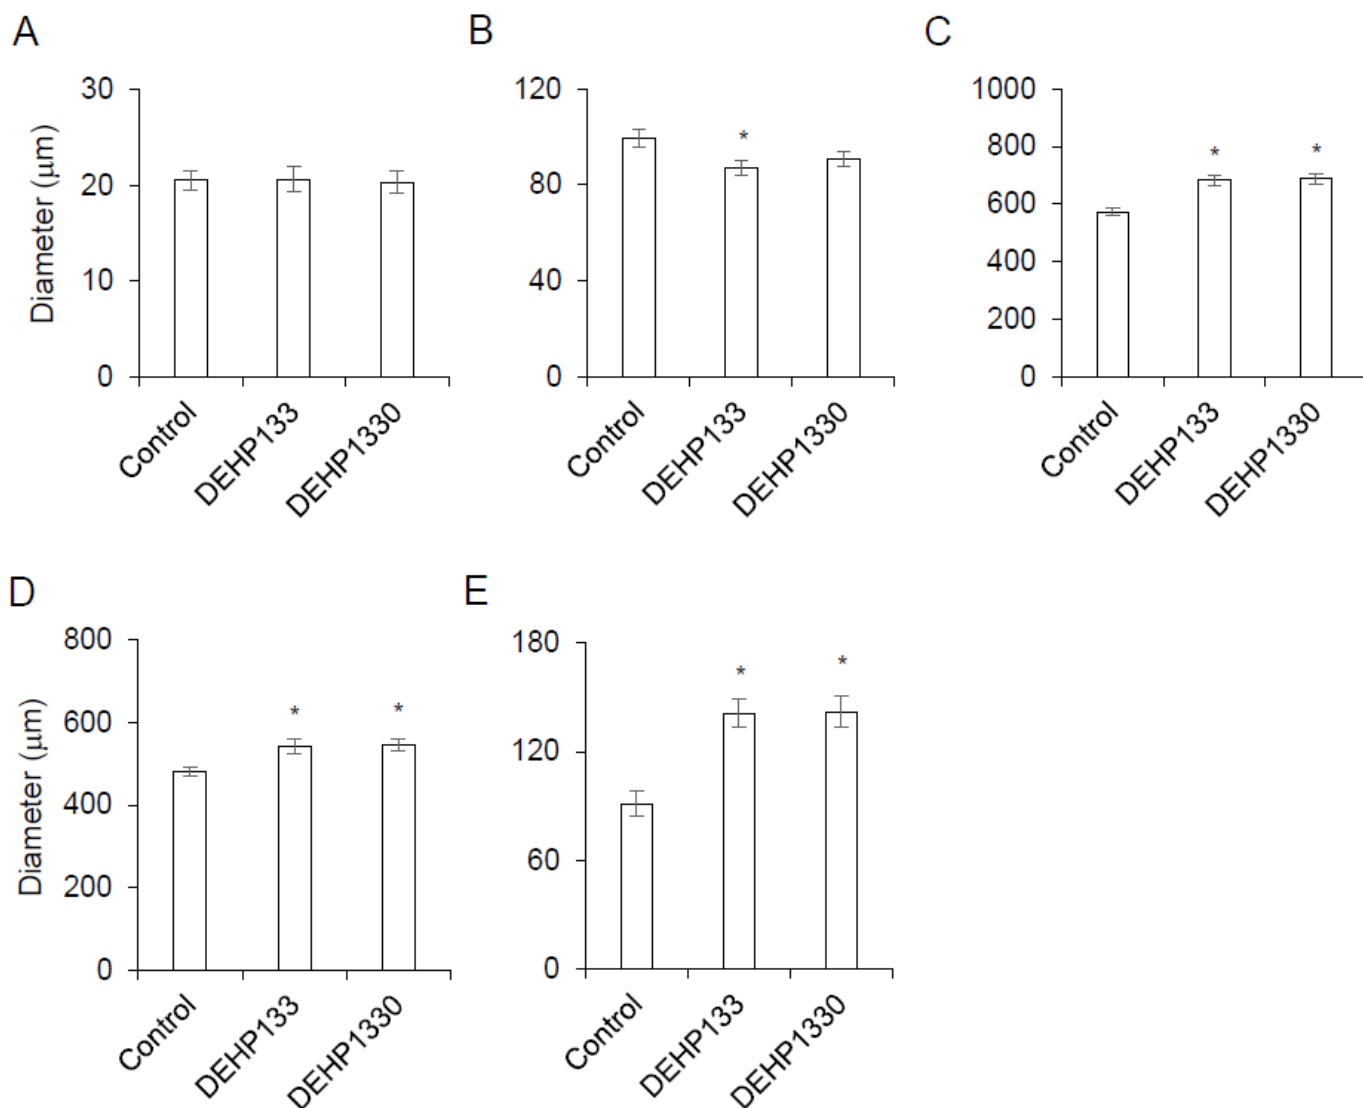 A
B
C
Diameter (μm)
30
20
10
0
Control
DEHP133
DEHP1330
120
80
40
0
*
Control
DEHP133
DEHP1330
1000
800
600
400
200
0
*
*
Control
DEHP133
DEHP1330
D
E
Diameter (μm)
800
600
400
200
0
*
*
Control
DEHP133
DEHP1330
180
120
60
0
*
*
Control
DEHP133
DEHP1330